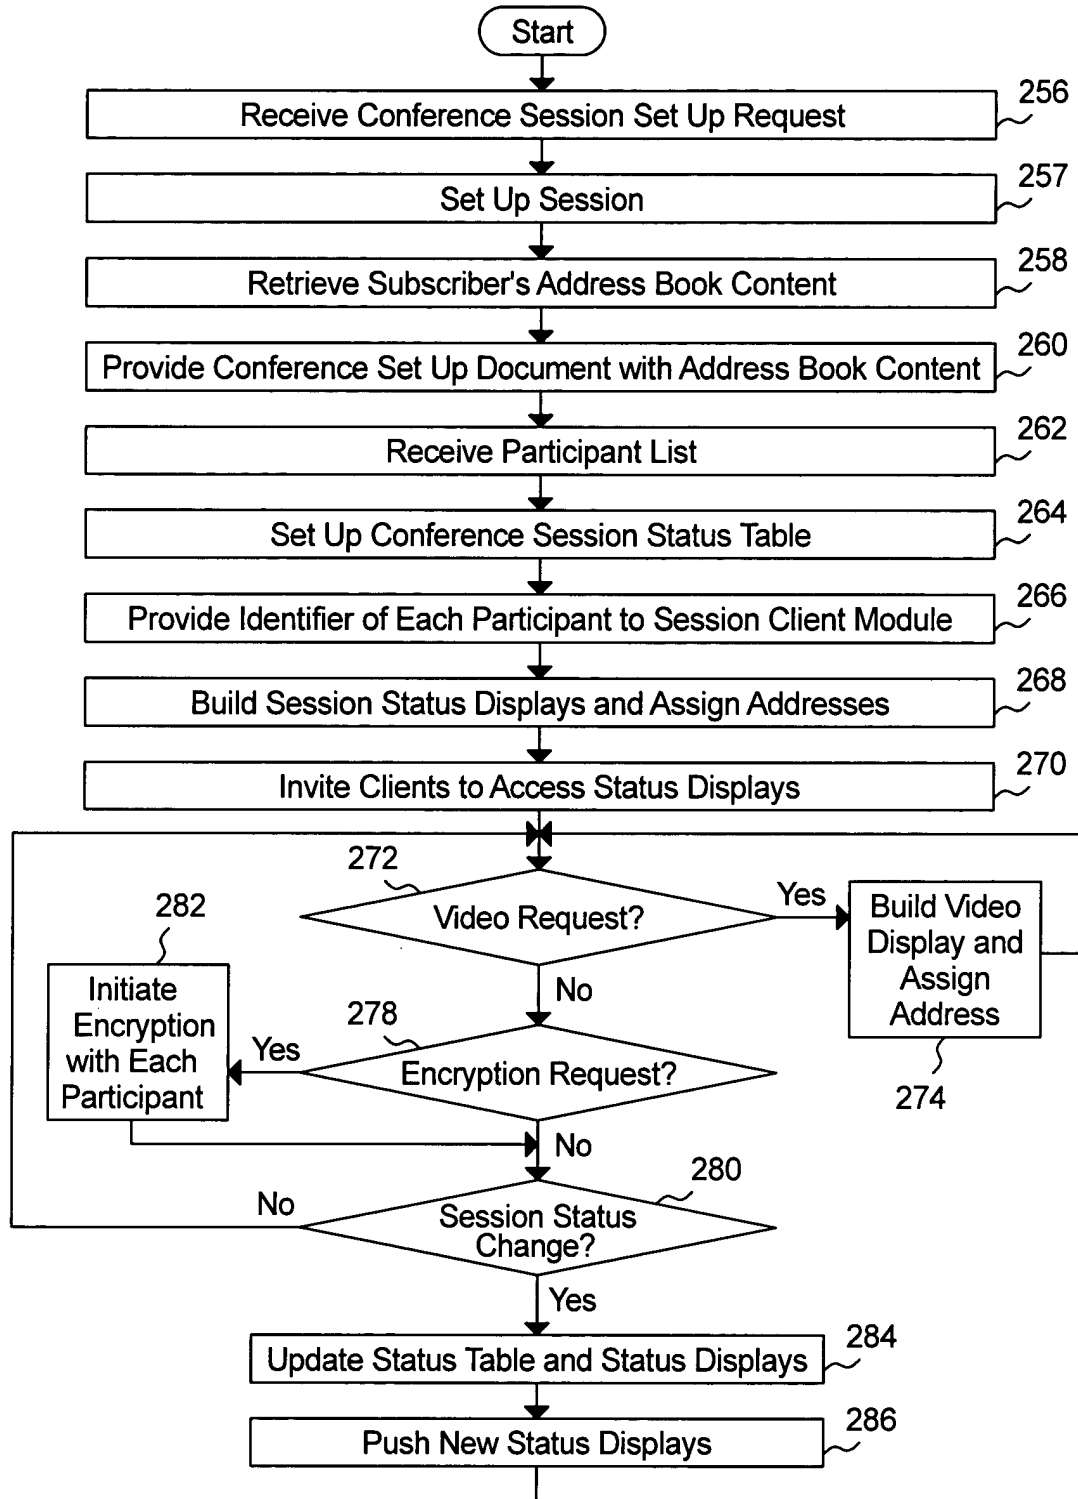 Start
256
Receive Conference Session Set Up Request
257
Set Up Session
258
Retrieve Subscriber's Address Book Content
260
Provide Conference Set Up Document with Address Book Content
262
Receive Participant List
264
Set Up Conference Session Status Table
266
Provide Identifier of Each Participant to Session Client Module
268
Build Session Status Displays and Assign Addresses
270
Invite Clients to Access Status Displays
272
Video Request?
Yes
Build Video
Display and
Assign
Address
274
No
282
Initiate
Encryption
with Each
Participant
Yes
278
Encryption Request?
No
280
No
Session Status
Change?
Yes
284
Update Status Table and Status Displays
286
Push New Status Displays